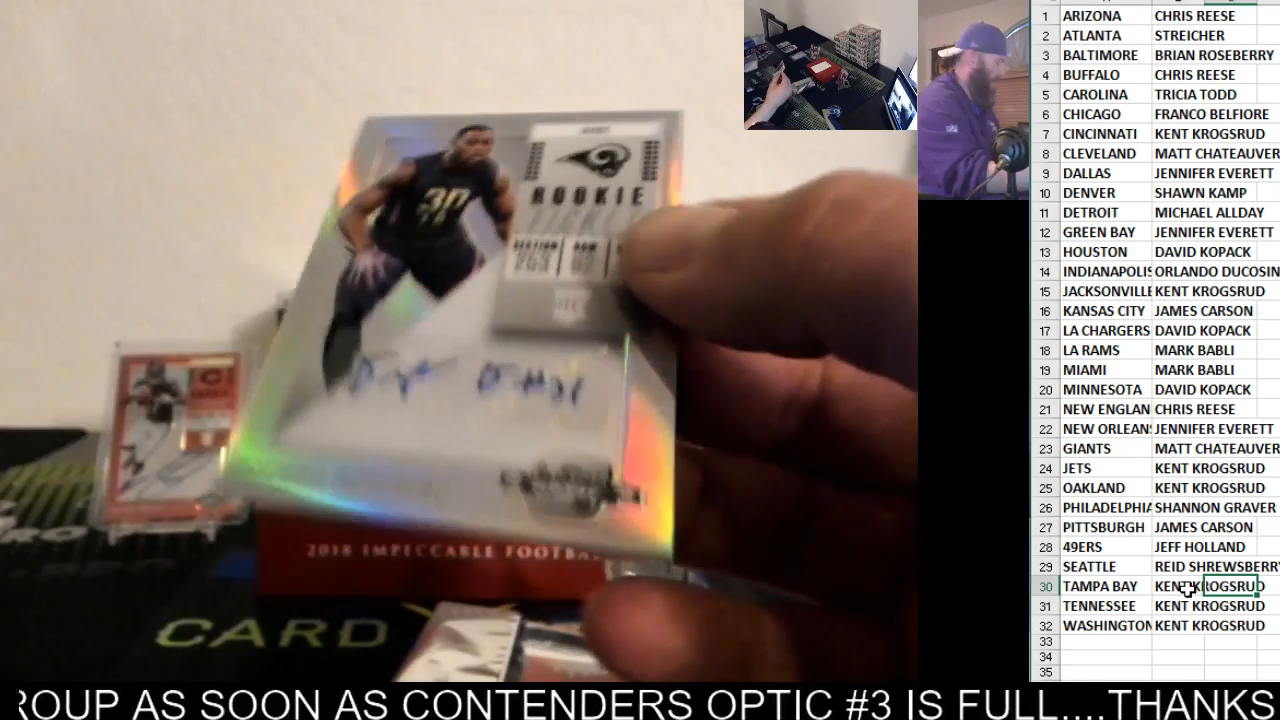 1 ARIZONA CHRIS REESE
2 ATLANTA STREICHER
3 BALTIMORE BRIAN ROSEBERRY
4 BUFFALO CHRIS REESE
5 CAROLINA TRICIA TODD
6 CHICAGO FRANCO BELFIORE
7 CINCINNATI KENT KROGSRUD
8 CLEVELAND MATT CHATEAUVER
9 DALLAS JENNIFER EVERETT
10 DENVER SHAWN KAMP
11 DETROIT MICHAEL ALLDAY
12 GREEN BAY JENNIFER EVERETT
13 HOUSTON DAVID KOPACK
14 INDIANAPOLIS ORLANDO DUCOSIN
15 JACKSONVILLE KENT KROGSRUD
16 KANSAS CITY JAMES CARSON
17 LA CHARGERS DAVID KOPACK
18 LA RAMS MARK BABLI
19 MIAMI MARK BABLI
20 MINNESOTA DAVID KOPACK
21 NEW ENGLAN CHRIS REESE
22 NEW ORLEANS JENNIFER EVERETT
23 GIANTS MATT CHATEAUVER
24 JETS KENT KROGSRUD
25 OAKLAND KENT KROGSRUD
26 PHILADELPHIA SHANNON GRAVER
27 PITTSBURGH JAMES CARSON
28 49ERS JEFF HOLLAND
29 SEATTLE REID SHREWSBERRY
30 TAMPA BAY KENT KROGSRUD
31 TENNESSEE KENT KROGSRUD
32 WASHINGTON KENT KROGSRUD
33
34
35
ROOKIE
30
2018 IMPECCABLE FOOTBA
CARD
ROUP AS SOON AS CONTENDERS OPTIC #3 IS FULL....THANKS